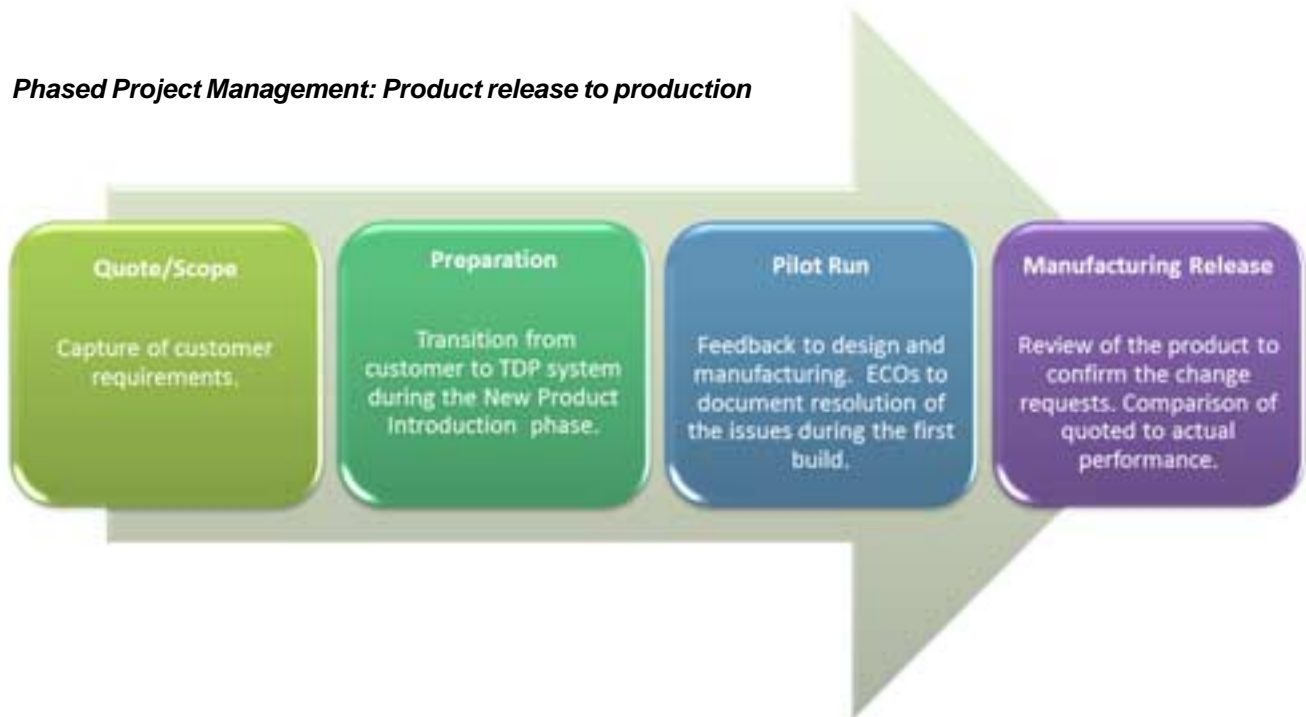 Phased Project Management: Product release to production
Quote/Scope
Capture of customer
requirements.
Preparation
Transition from
customer to TDP system
during the New Product
Introduction phase.
Pilot Run
Feedback to design and
manufacturing. ECOs to
document resolution of
the issues during the first
build.
Manufacturing Release
Review of the product to
confirm the change
requests. Comparison of
quoted to actual
performance.